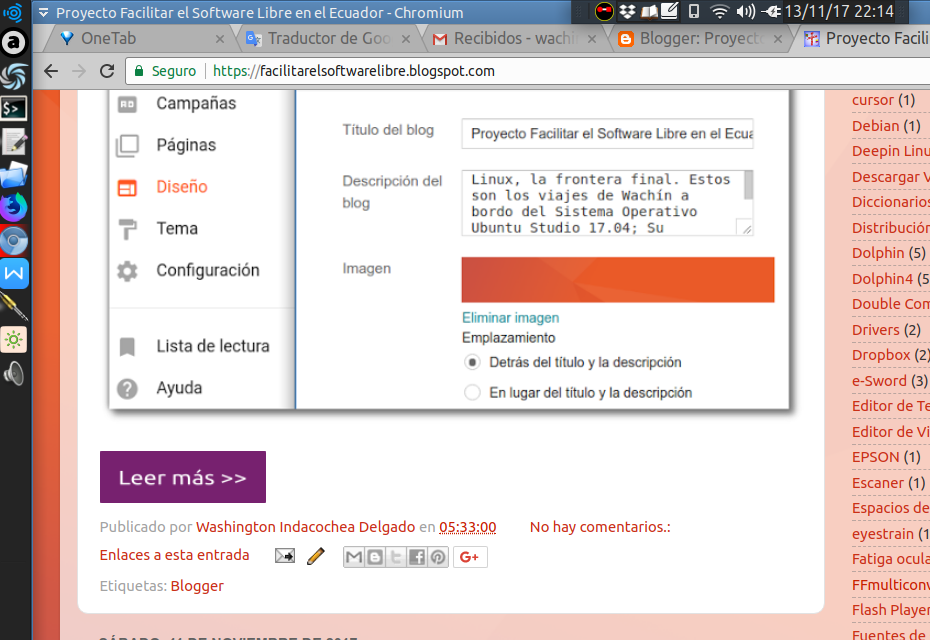 Proyecto Facilitar el Software Libre en el Ecuador - Chromium
13/11/17 22:14
OneTab
Traductor de Goo
Recibidos - wachi
Blogger: Proyect
Proyecto Facili
Seguro
https://facilitarelsoftwarelibre.blogspot.com
Campañas
Páginas
Diseño
Tema
Configuración
Lista de lectura
Ayuda
Título del blog
Proyecto Facilitar el Software Libre en el Ecua
Descripción del
blog
Linux, la frontera final. Estos
son los viajes de Wachín a
bordo del Sistema Operativo
Ubuntu Studio 17.04; Su
Imagen
Eliminar imagen
Emplazamiento
Detrás del título y la descripción
En lugar del título y la descripción
Leer más >>
Publicado por Washington Indacochea Delgado en 05:33:00
No hay comentarios.:
Enlaces a esta entrada
G+
Etiquetas: Blogger
cursor (1)
Debian (1)
Deepin Linu
Descargar V
Diccionarios
Distribución
Dolphin (5)
Dolphin4 (5
Double Com
Drivers (2)
Dropbox (2)
e-Sword (3)
Editor de Te
Editor de Vi
EPSON (1)
Escaner (1)
Espacios de
eyestrain (1
Fatiga ocula
FFmulticonv
Flash Player
Fuentes de